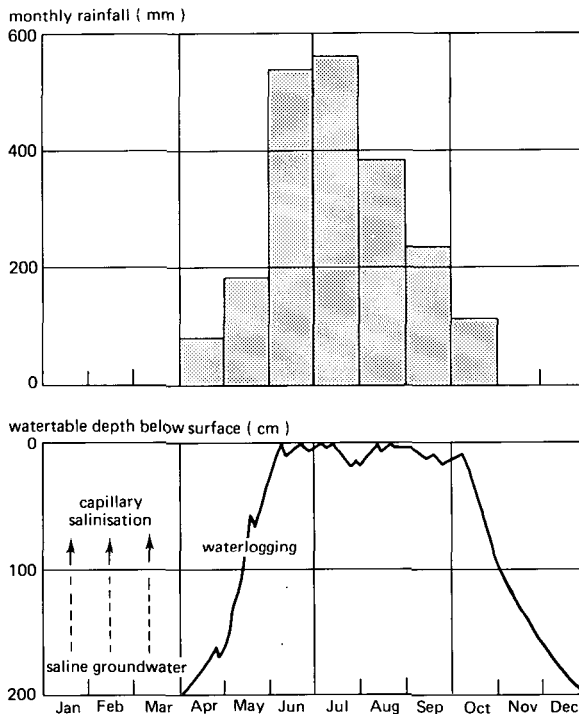 monthly rainfall ( mm )
600
400
200
0
watertable depth below surface ( cm )
0
capillary
salinisation
waterlogging
100
saline groundwater
200
Jan Feb Mar Apr May Jun Jul Aug Sep Oct Nov Dec